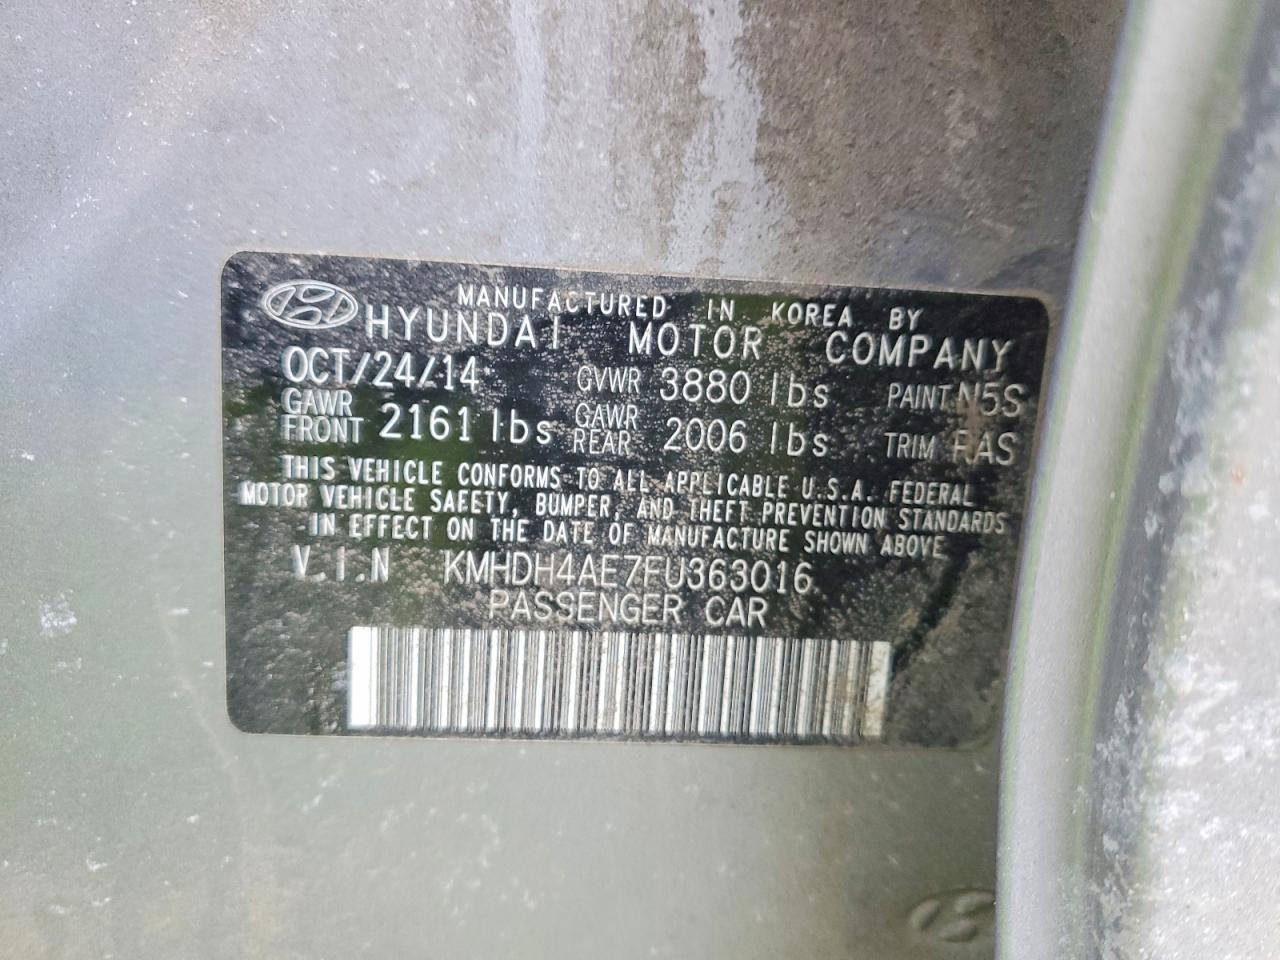 MANUFACTURED IN KOREA BY
HYUNDAI MOTOR COMPANY
OCT/24/14 GVWR 3880 lbs PAINT N5S
GAWR FRONT 2161 lbs GAWR REAR 2006 lbs TRIM FAS
THIS VEHICLE CONFORMS TO ALL APPLICABLE U.S.A. FEDERAL
MOTOR VEHICLE SAFETY, BUMPER, AND THEFT PREVENTION STANDARDS
IN EFFECT ON THE DATE OF MANUFACTURE SHOWN ABOVE
V.I.N KMHDH4AE7FU363016
PASSENGER CAR